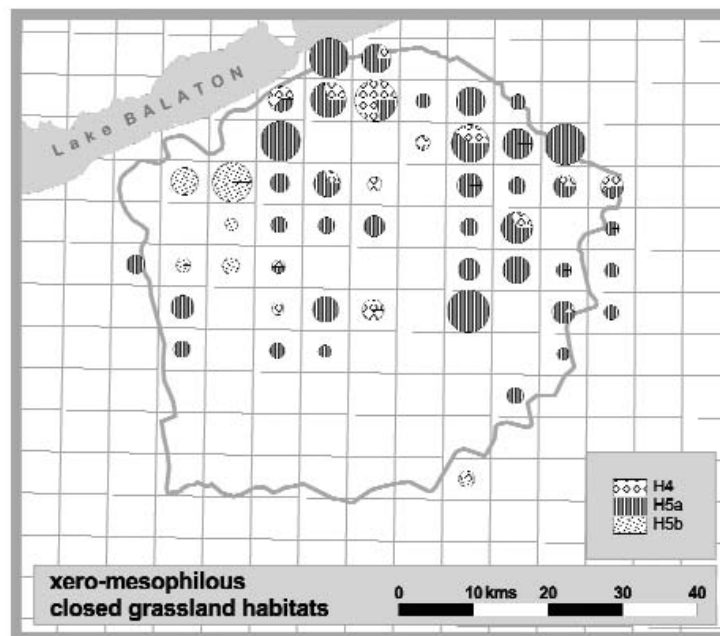 Lake BALATON
H4
H5a
H5b
xero-mesophilous
closed grassland habitats
0 10 kms 20 30 40